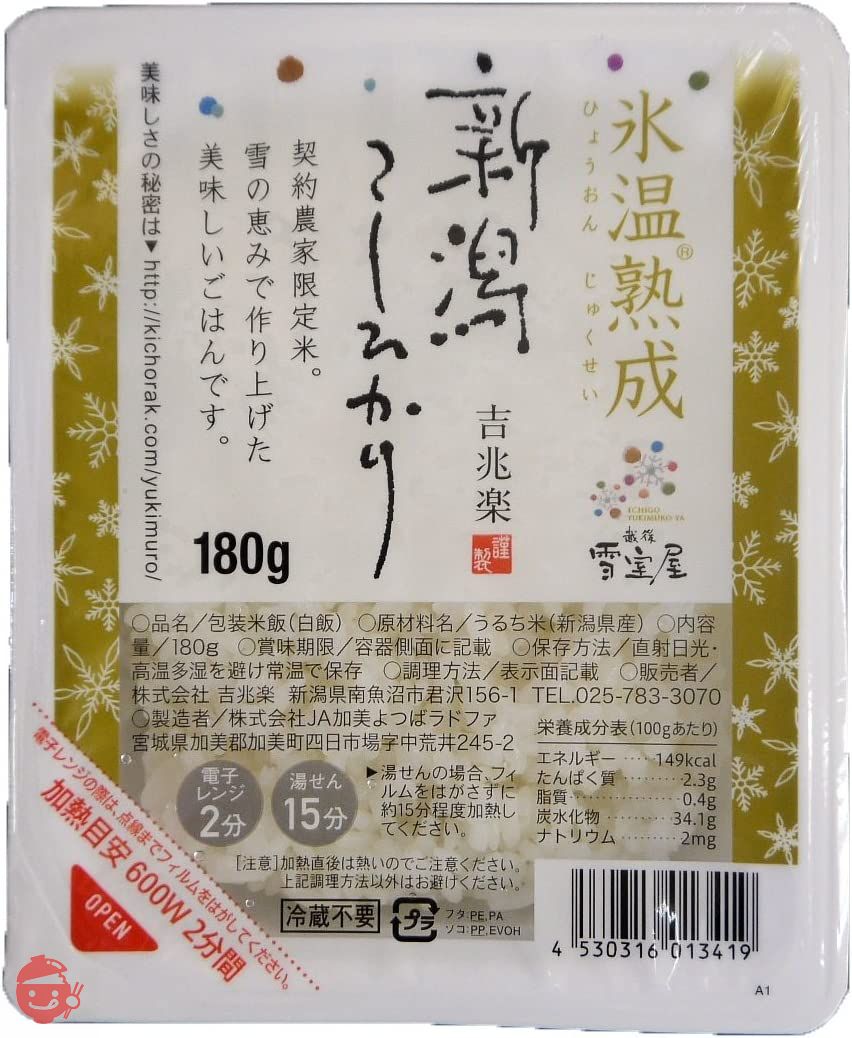 氷温熟成®
ひょうおん じゅくせい
新潟
こしひかり
吉兆楽
謹製
契約農家限定米。
雪の恵みで作り上げた
美味しいごはんです。
美味しさの秘密は▼http://kichorak.com/yukimuro/
180g
ECHIGO
YUKIMURO-YA
越後
雪室屋
○品名/包装米飯(白飯) ○原材料名/うるち米(新潟県産) ○内容
量/180g ○賞味期限/容器側面に記載 ○保存方法/直射日光・
高温多湿を避け常温で保存 ○調理方法/表示面記載 ○販売者/
株式会社 吉兆楽 新潟県南魚沼市君沢156-1 TEL.025-783-3070
○製造者/株式会社JA加美よつばラドファ
宮城県加美郡加美町四日市場字中荒井245-2
栄養成分表(100gあたり)
エネルギー····149kcal
たんぱく質·······2.3g
脂質············0.4g
炭水化物·······34.1g
ナトリウム·······2mg
電子
レンジ
2分
湯せん
15分
▶湯せんの場合、フィ
ルムをはがさずに
約15分程度加熱し
てください。
[注意]加熱直後は熱いのでご注意ください。
上記調理方法以外はお避けください。
冷蔵不要
プラ
フタ:PE,PA
ソコ:PP,EVOH
電子レンジの際は、点線までフィルムをはがしてください。
加熱目安 600W 2分間
OPEN
4 530316 013419
A1